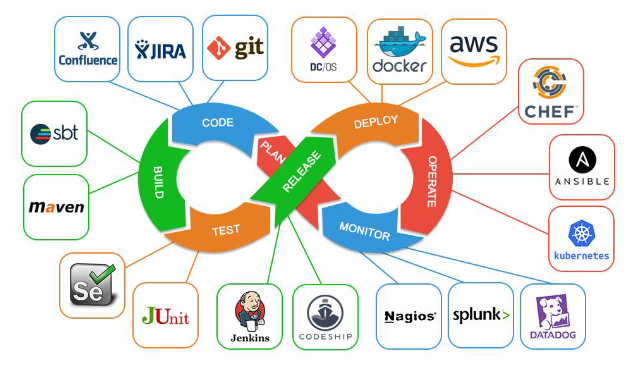 Confluence
JIRA
git
DC/OS
docker
aws
CHEF™
sbt
CODE
DEPLOY
PLAN
RELEASE
BUILD
OPERATE
ANSIBLE
maven
TEST
MONITOR
kubernetes
Se
JUnit
Jenkins
CODESHIP
Nagios®
splunk>
DATADOG